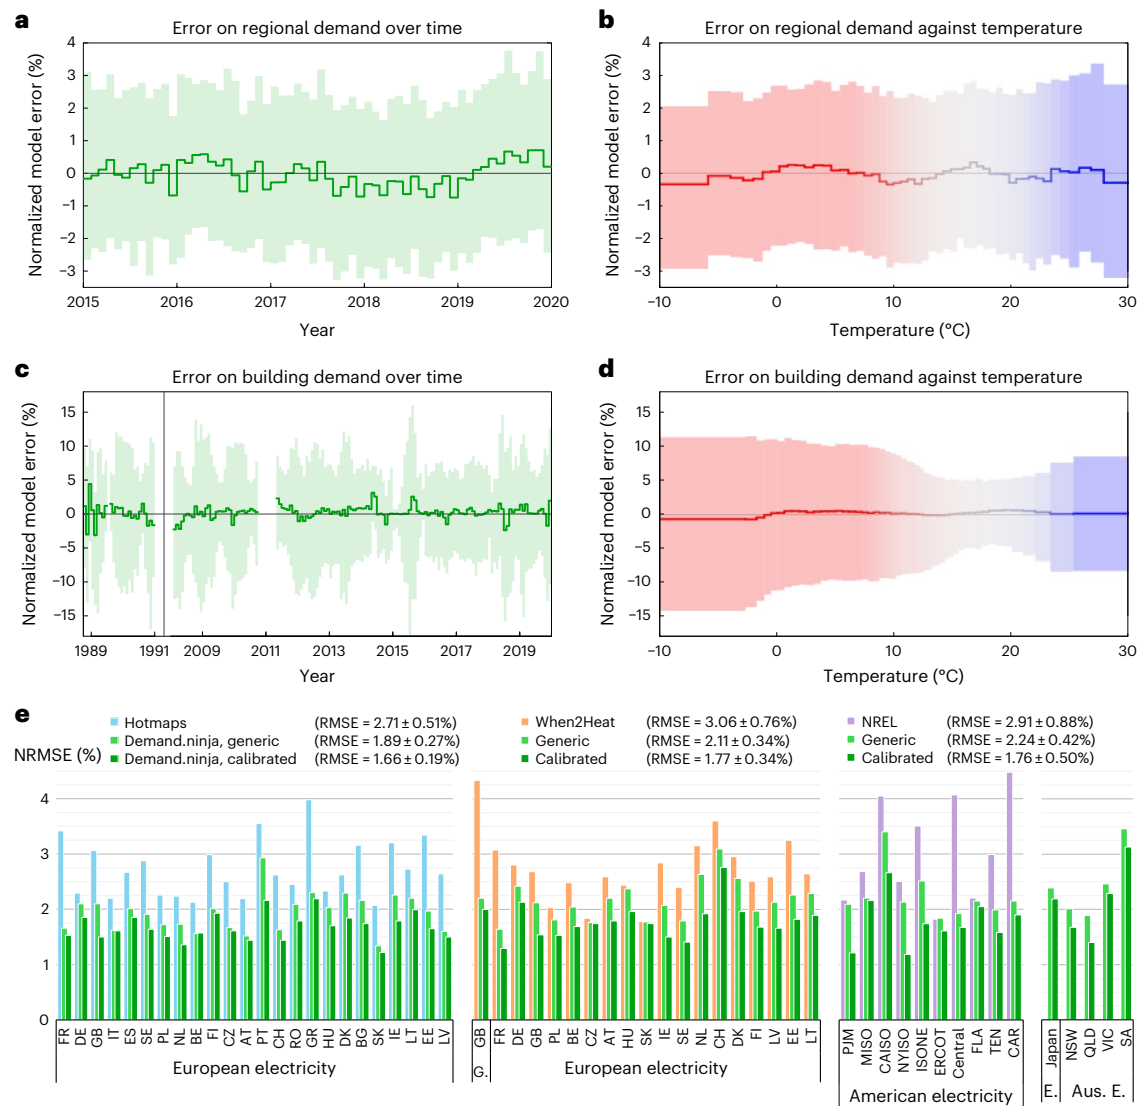 a
Error on regional demand over time
Normalized model error (%)
4
3
2
1
0
−1
−2
−3
2015 2016 2017 2018 2019 2020
Year
b
Error on regional demand against temperature
Normalized model error (%)
4
3
2
1
0
−1
−2
−3
−10 0 10 20 30
Temperature (°C)
c
Error on building demand over time
Normalized model error (%)
15
10
5
0
−5
−10
−15
1989 1991 2009 2011 2013 2015 2017 2019
Year
d
Error on building demand against temperature
Normalized model error (%)
15
10
5
0
−5
−10
−15
−10 0 10 20 30
Temperature (°C)
e
Hotmaps (RMSE = 2.71 ± 0.51%)
Demand.ninja, generic (RMSE = 1.89 ± 0.27%)
Demand.ninja, calibrated (RMSE = 1.66 ± 0.19%)
When2Heat (RMSE = 3.06 ± 0.76%)
Generic (RMSE = 2.11 ± 0.34%)
Calibrated (RMSE = 1.77 ± 0.34%)
NREL (RMSE = 2.91 ± 0.88%)
Generic (RMSE = 2.24 ± 0.42%)
Calibrated (RMSE = 1.76 ± 0.50%)
NRMSE (%)
4
3
2
1
0
FR DE GB IT ES SE PL NL BE FI CZ AT PT CH RO GR HU DK BG SK IE LT EE LV
European electricity
GB
G.
FR DE GB PL BE CZ AT HU SK IE SE NL CH DK FI LV EE LT
European electricity
PJM MISO CAISO NYISO ISONE ERCOT Central FLA TEN CAR
American electricity
Japan
E.
NSW QLD VIC SA
Aus. E.